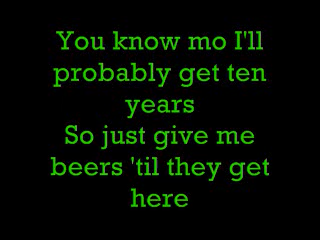 You know mo I'll
probably get ten
years
So just give me
beers 'til they get
here